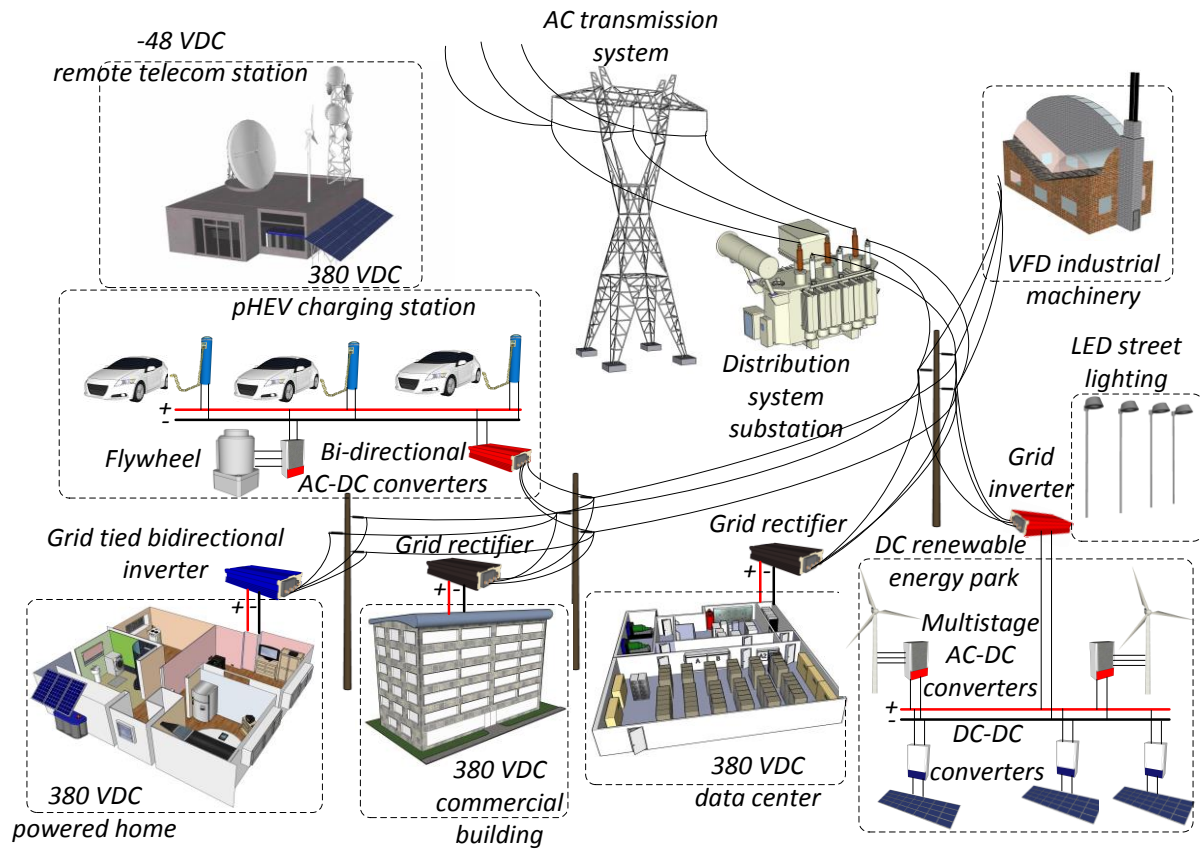 -48 VDC
remote telecom station
AC transmission
system
VFD industrial
machinery
380 VDC
pHEV charging station
+
-
Flywheel
Bi-directional
AC-DC converters
Distribution
system
substation
LED street
lighting
Grid
inverter
Grid tied bidirectional
inverter
+ -
Grid rectifier
+ -
Grid rectifier
+ -
DC renewable
energy park
Multistage
AC-DC
converters
+
-
DC-DC
converters
380 VDC
powered home
380 VDC
commercial
building
A B
380 VDC
data center